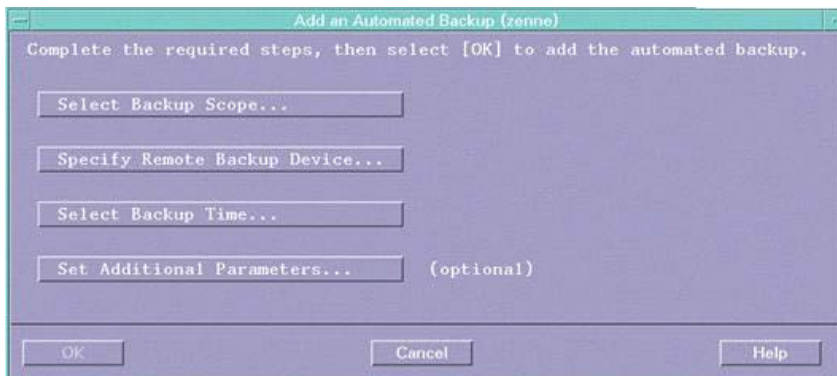 Add an Automated Backup (zenne)
Complete the required steps, then select [OK] to add the automated backup.
Select Backup Scope...
Specify Remote Backup Device...
Select Backup Time...
Set Additional Parameters... (optional)
OK Cancel Help